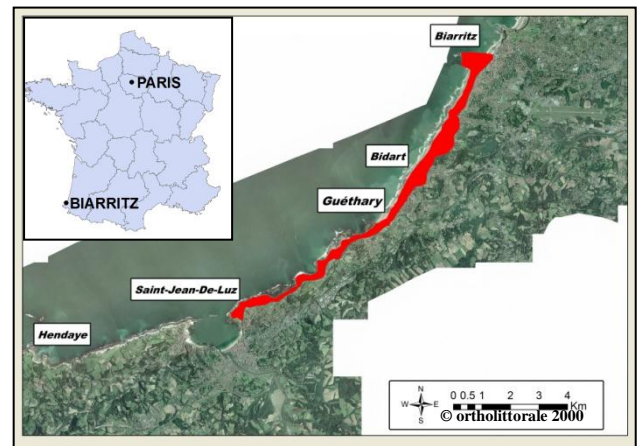 PARIS
BIARRITZ
Biarritz
Bidart
Guéthary
Saint-Jean-De-Luz
Hendaye
N
W E
S
0 0.5 1 2 3 4
Km
© ortholittorale 2000